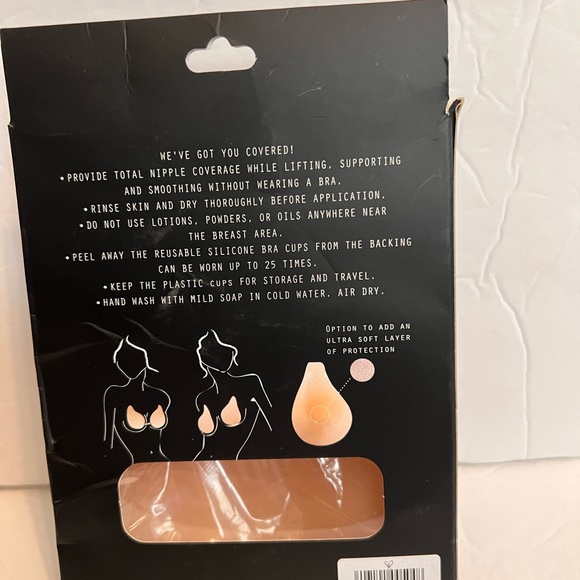 WE'VE GOT YOU COVERED!
•PROVIDE TOTAL NIPPLE COVERAGE WHILE LIFTING, SUPPORTING
AND SMOOTHING WITHOUT WEARING A BRA.
•RINSE SKIN AND DRY THOROUGHLY BEFORE APPLICATION.
•DO NOT USE LOTIONS, POWDERS, OR OILS ANYWHERE NEAR
THE BREAST AREA.
•PEEL AWAY THE REUSABLE SILICONE BRA CUPS FROM THE BACKING
CAN BE WORN UP TO 25 TIMES.
•KEEP THE PLASTIC cups FOR STORAGE AND TRAVEL.
•HAND WASH WITH MILD SOAP IN COLD WATER. AIR DRY.
OPTION TO ADD AN
ULTRA SOFT LAYER
OF PROTECTION